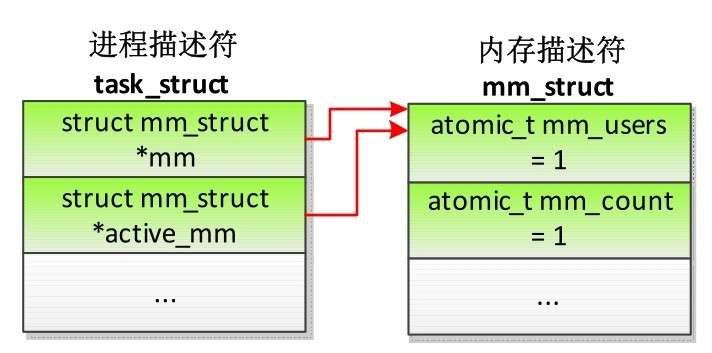 进程描述符
task_struct
struct mm_struct
*mm
struct mm_struct
*active_mm
...
内存描述符
mm_struct
atomic_t mm_users
= 1
atomic_t mm_count
= 1
...